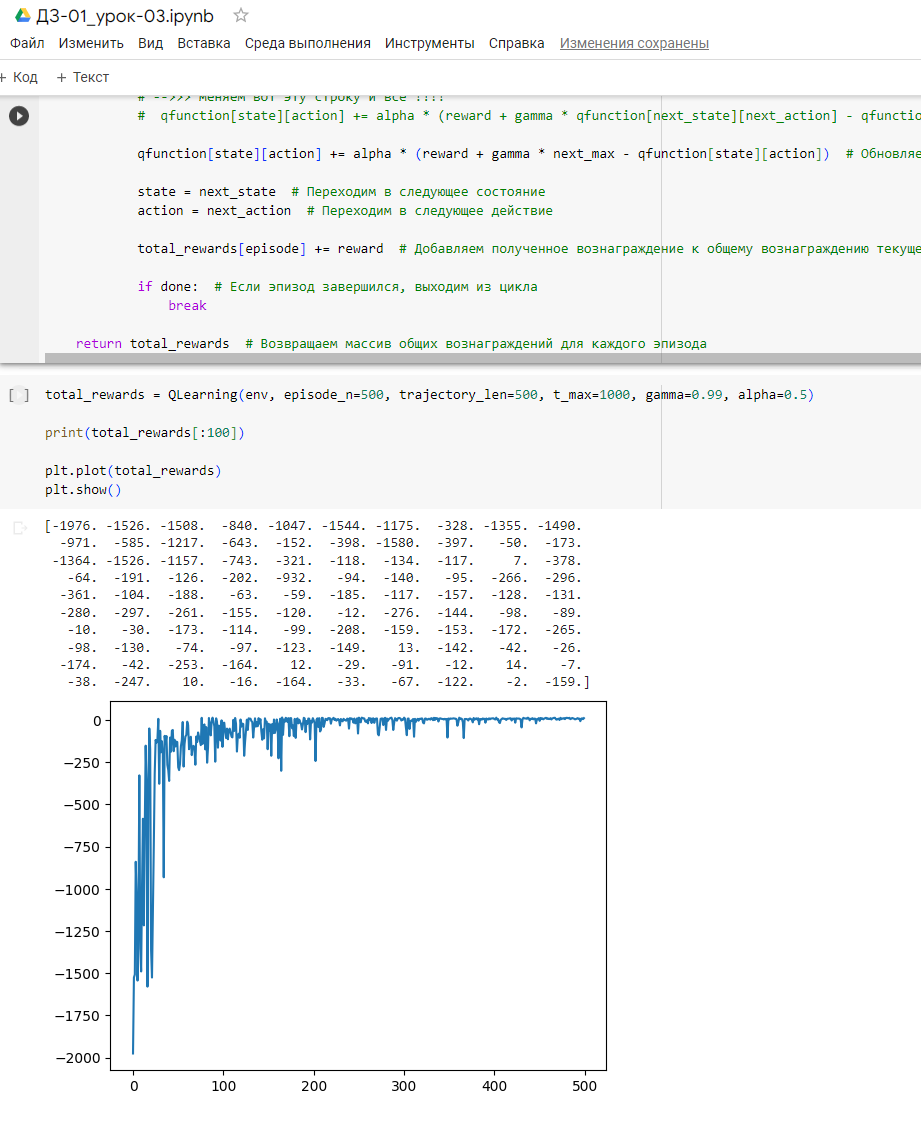 ДЗ-01_урок-03.ipynb
Файл Изменить Вид Вставка Среда выполнения Инструменты Справка Изменения сохранены
+ Код + Текст
# -->>> меняем вот эту строку и все !!!!
# qfunction[state][action] += alpha * (reward + gamma * qfunction[next_state][next_action] - qfunctio
qfunction[state][action] += alpha * (reward + gamma * next_max - qfunction[state][action]) # Обновляе
state = next_state # Переходим в следующее состояние
action = next_action # Переходим в следующее действие
total_rewards[episode] += reward # Добавляем полученное вознаграждение к общему вознаграждению текуще
if done: # Если эпизод завершился, выходим из цикла
break
return total_rewards # Возвращаем массив общих вознаграждений для каждого эпизода
[ ] total_rewards = QLearning(env, episode_n=500, trajectory_len=500, t_max=1000, gamma=0.99, alpha=0.5)
print(total_rewards[:100])
plt.plot(total_rewards)
plt.show()
[-1976. -1526. -1508. -840. -1047. -1544. -1175. -328. -1355. -1490.
-971. -585. -1217. -643. -152. -398. -1580. -397. -50. -173.
-1364. -1526. -1157. -743. -321. -118. -134. -117. 7. -378.
-64. -191. -126. -202. -932. -94. -140. -95. -266. -296.
-361. -104. -188. -63. -59. -185. -117. -157. -128. -131.
-280. -297. -261. -155. -120. -12. -276. -144. -98. -89.
-10. -30. -173. -114. -99. -208. -159. -153. -172. -265.
-98. -130. -74. -97. -123. -149. 13. -142. -42. -26.
-174. -42. -253. -164. 12. -29. -91. -12. 14. -7.
-38. -247. 10. -16. -164. -33. -67. -122. -2. -159.]
0
−250
−500
−750
−1000
−1250
−1500
−1750
−2000
0 100 200 300 400 500